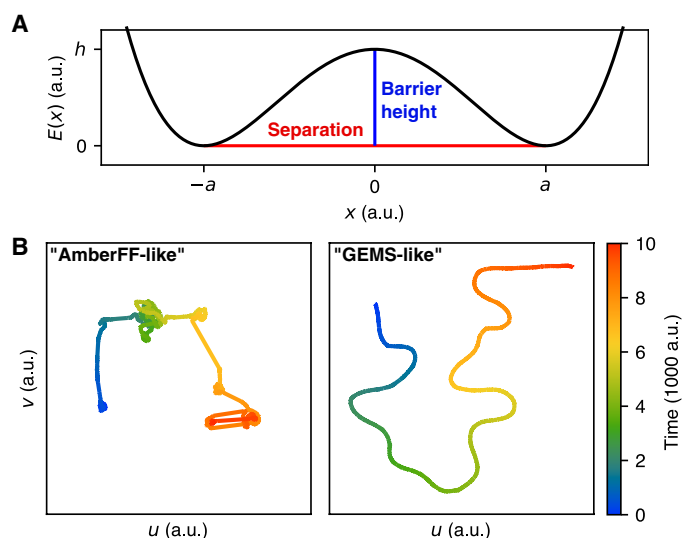 A
h
0
E(x) (a.u.)
Barrier
height
Separation
−a
0
a
x (a.u.)
B
"AmberFF-like"
"GEMS-like"
v (a.u.)
u (a.u.)
u (a.u.)
10
8
6
4
2
0
Time (1000 a.u.)